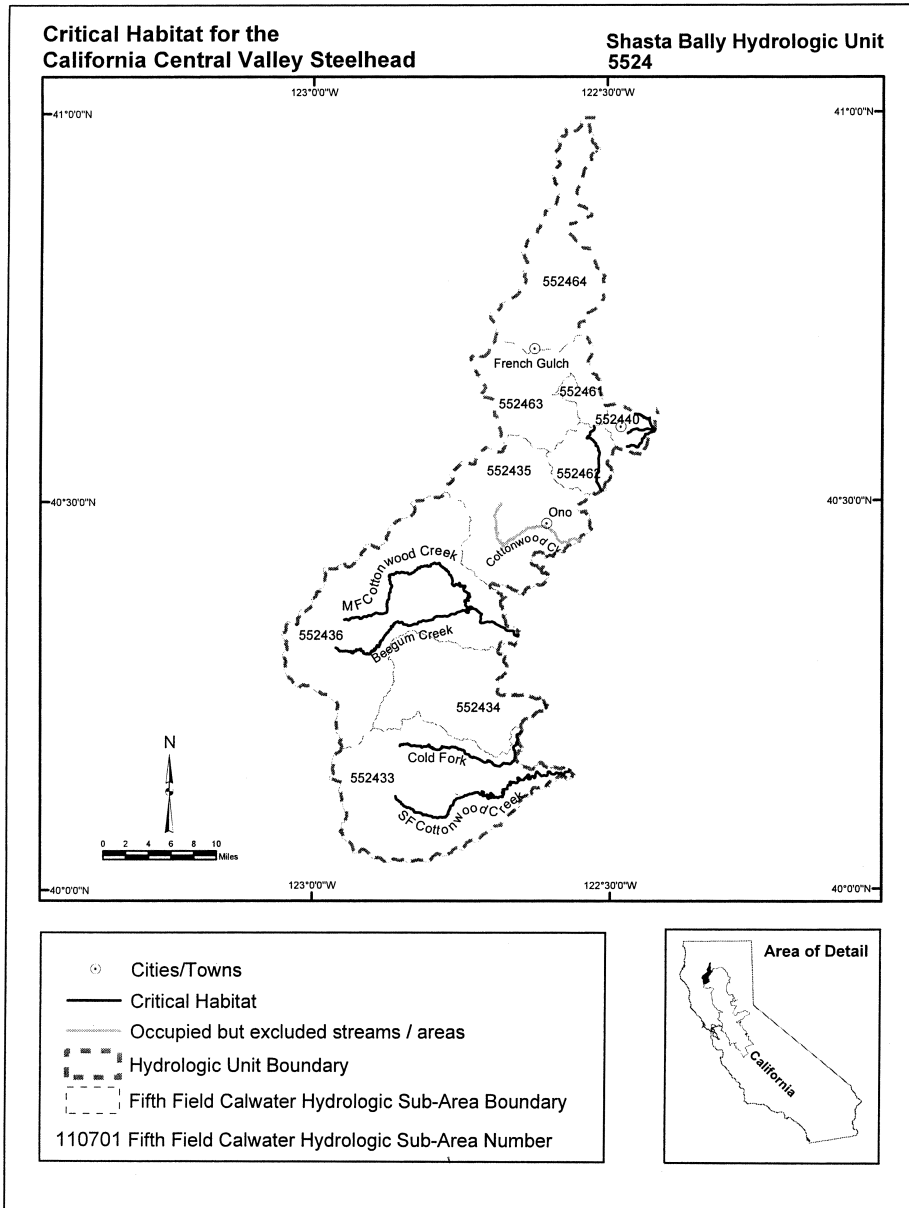 Critical Habitat for the
California Central Valley Steelhead
Shasta Bally Hydrologic Unit
5524
123°0'0"W
122°30'0"W
41°0'0"N
41°0'0"N
552464
French Gulch
552461
552463
552440
552435
552462
40°30'0"N
40°30'0"N
Ono
Cottonwood Cr
MF Cottonwood Creek
552436
Beegum Creek
552434
N
Cold Fork
552433
SF Cottonwood Creek
0 2 4 6 8 10
Miles
40°0'0"N
40°0'0"N
123°0'0"W
122°30'0"W
Cities/Towns
Critical Habitat
Occupied but excluded streams / areas
Hydrologic Unit Boundary
Fifth Field Calwater Hydrologic Sub-Area Boundary
110701 Fifth Field Calwater Hydrologic Sub-Area Number
Area of Detail
California